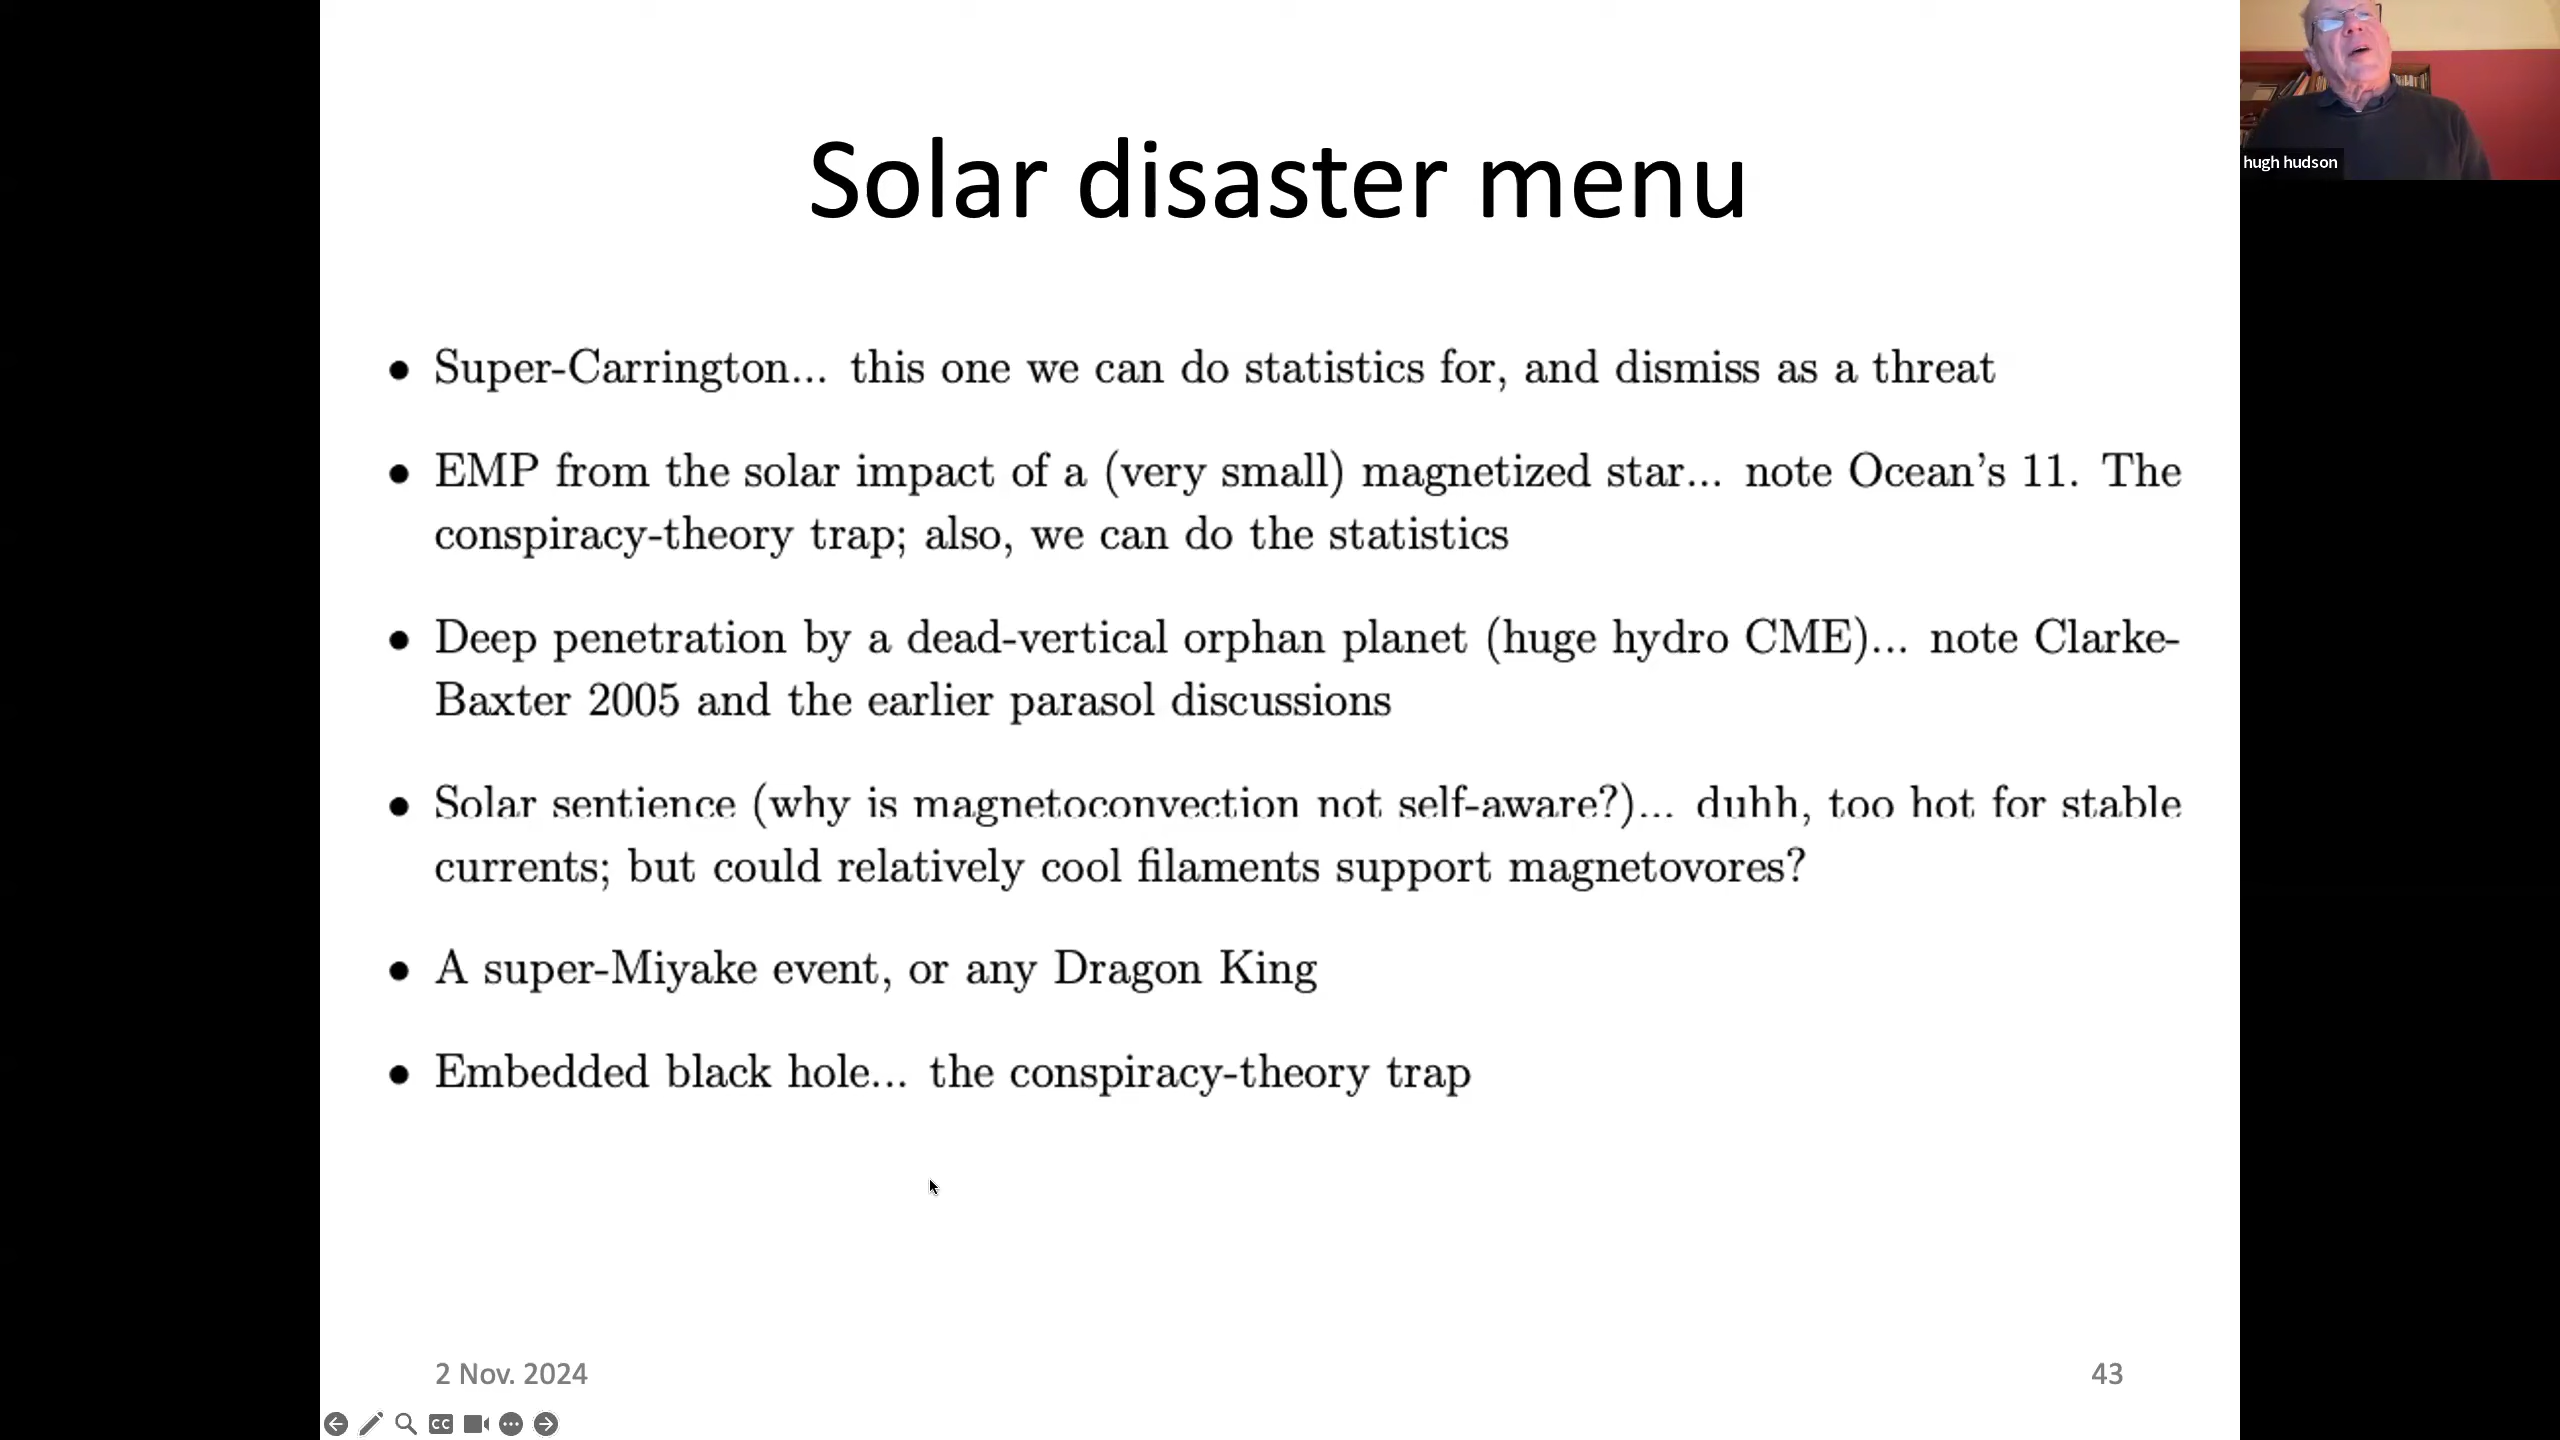 Solar disaster menu
hugh hudson
• Super-Carrington... this one we can do statistics for, and dismiss as a threat
• EMP from the solar impact of a (very small) magnetized star... note Ocean’s 11. The
conspiracy-theory trap; also, we can do the statistics
• Deep penetration by a dead-vertical orphan planet (huge hydro CME)... note Clarke-
Baxter 2005 and the earlier parasol discussions
• Solar sentience (why is magnetoconvection not self-aware?)... duhh, too hot for stable
currents; but could relatively cool filaments support magnetovores?
• A super-Miyake event, or any Dragon King
• Embedded black hole... the conspiracy-theory trap
2 Nov. 2024
43
CC